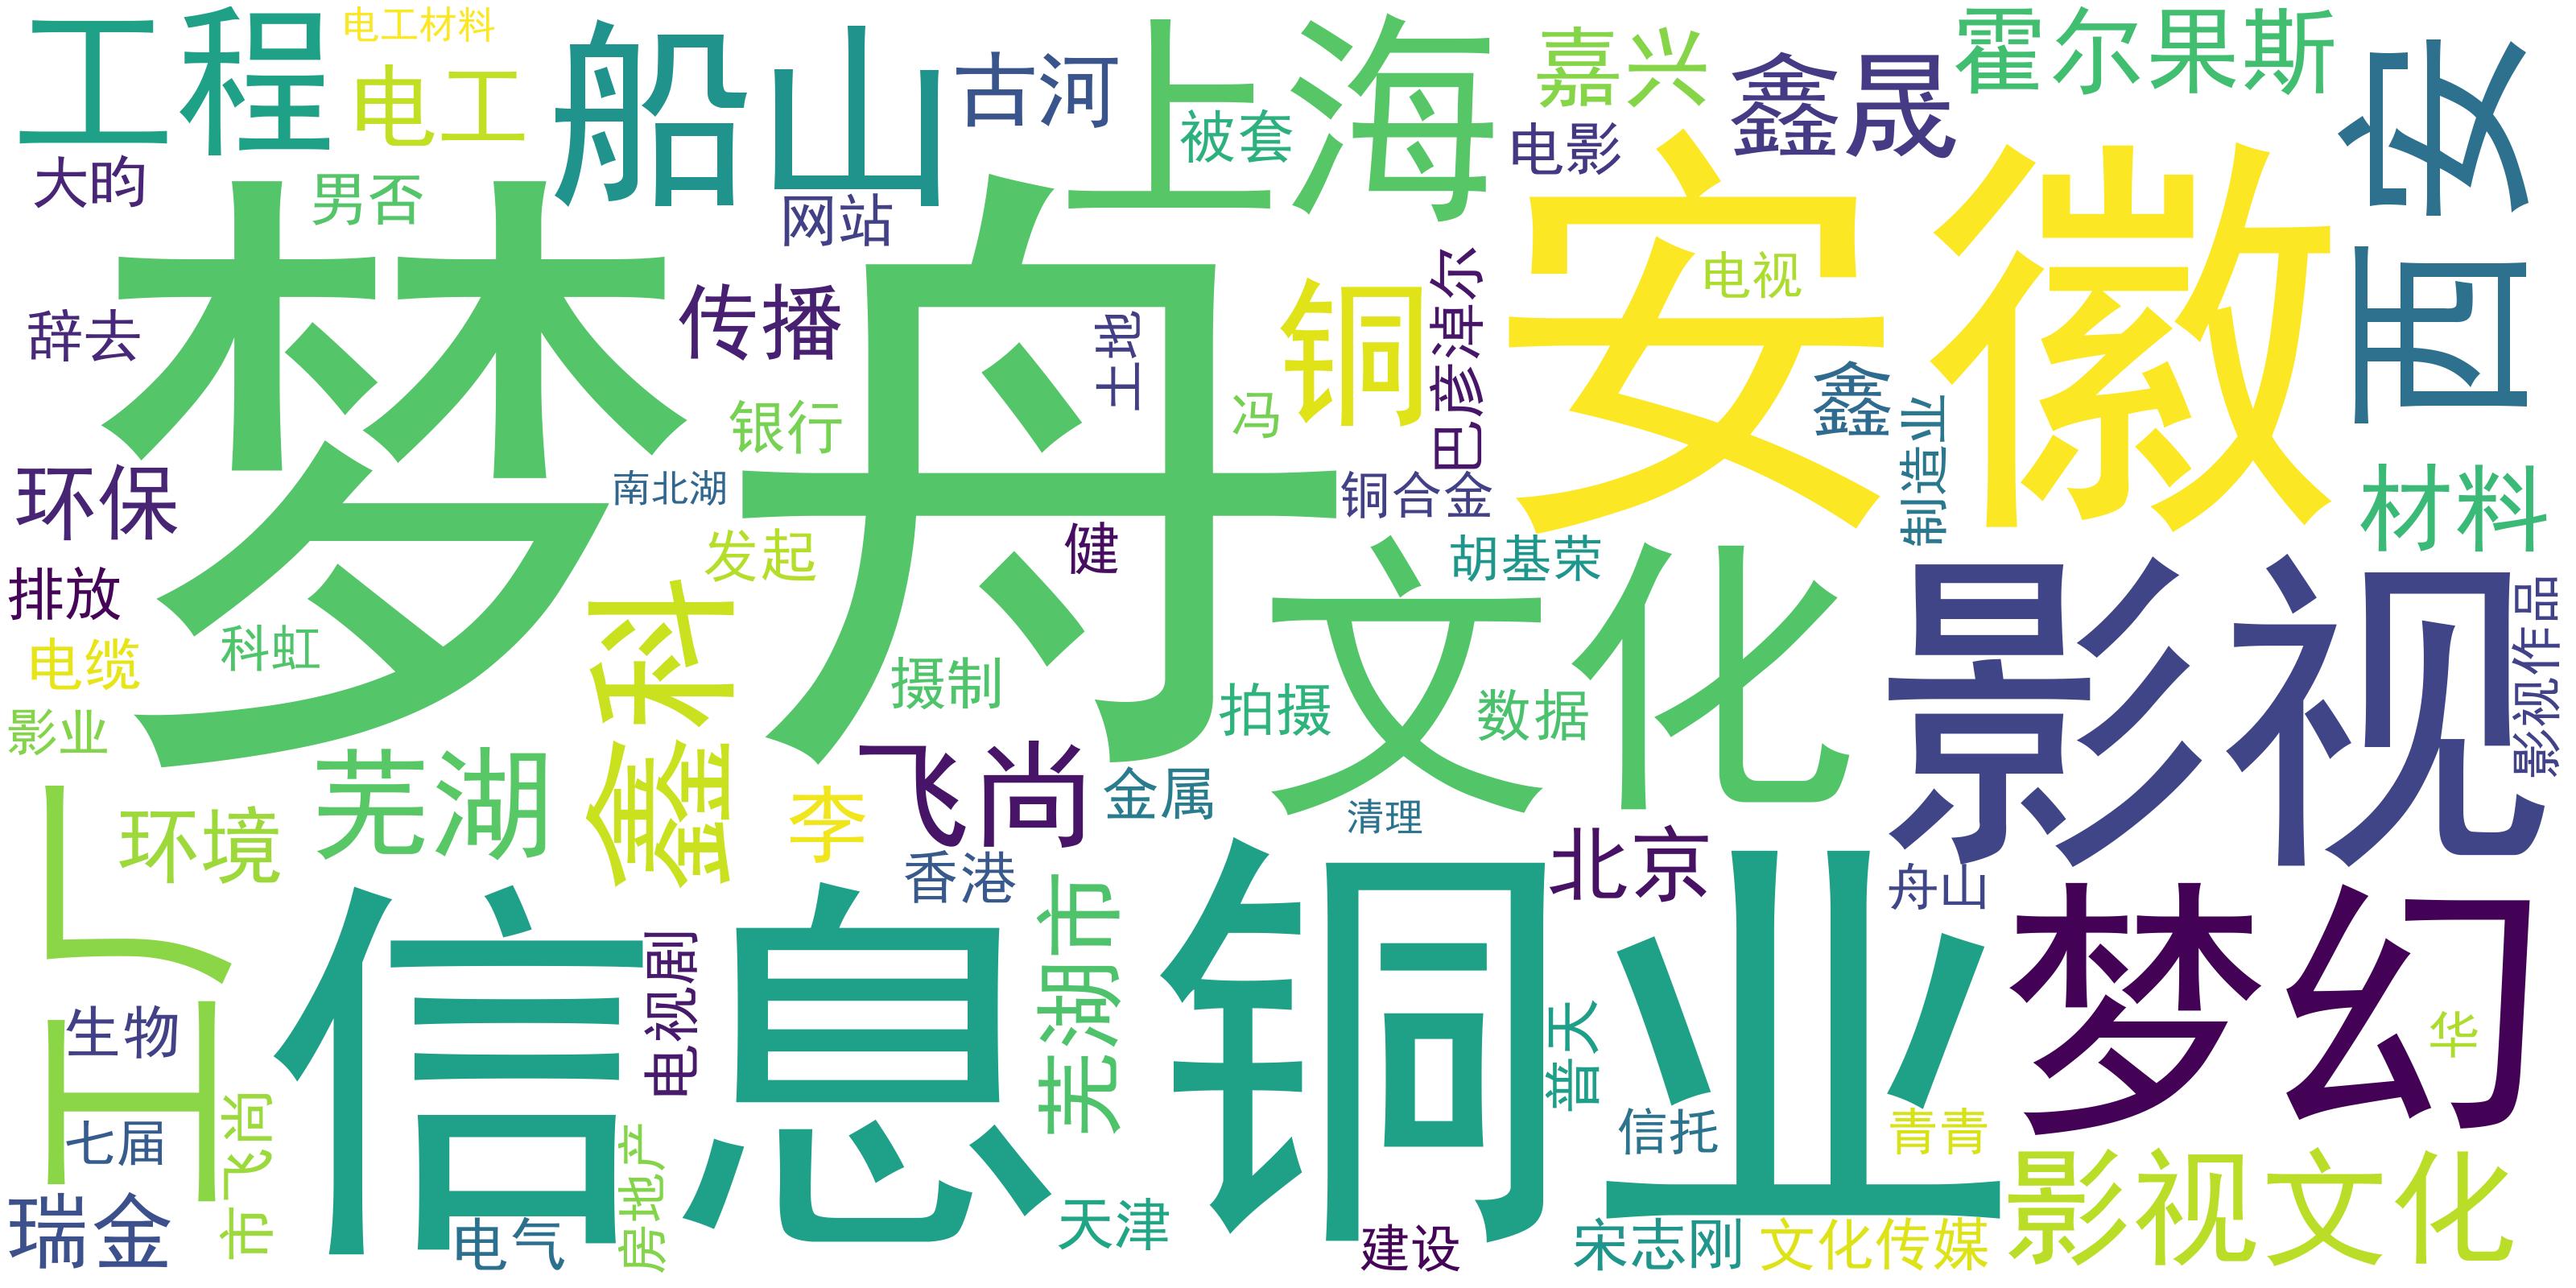 工程
电工材料
电工
船山
古河
上海
被套
嘉兴
电影
鑫晟
霍尔果斯
西安
大昀
男否
网站
梦舟
安徽
电视
辞去
传播
土地
铜
巴彦淖尔
冯
鑫
制造业
银行
环保
南北湖
铜合金
材料
发起
健
胡基荣
文化
影视
影视作品
排放
电缆
科虹
鑫科
摄制
拍摄
数据
影业
芜湖
飞尚
金属
李
清理
环境
香港
北京
舟山
梦幻
工厂
信息
电视剧
芜湖市
铜业
普天
生物
华
七届
市飞尚
房地产
信托
青青
影视文化
瑞金
电气
天津
建设
宋志刚
文化传媒